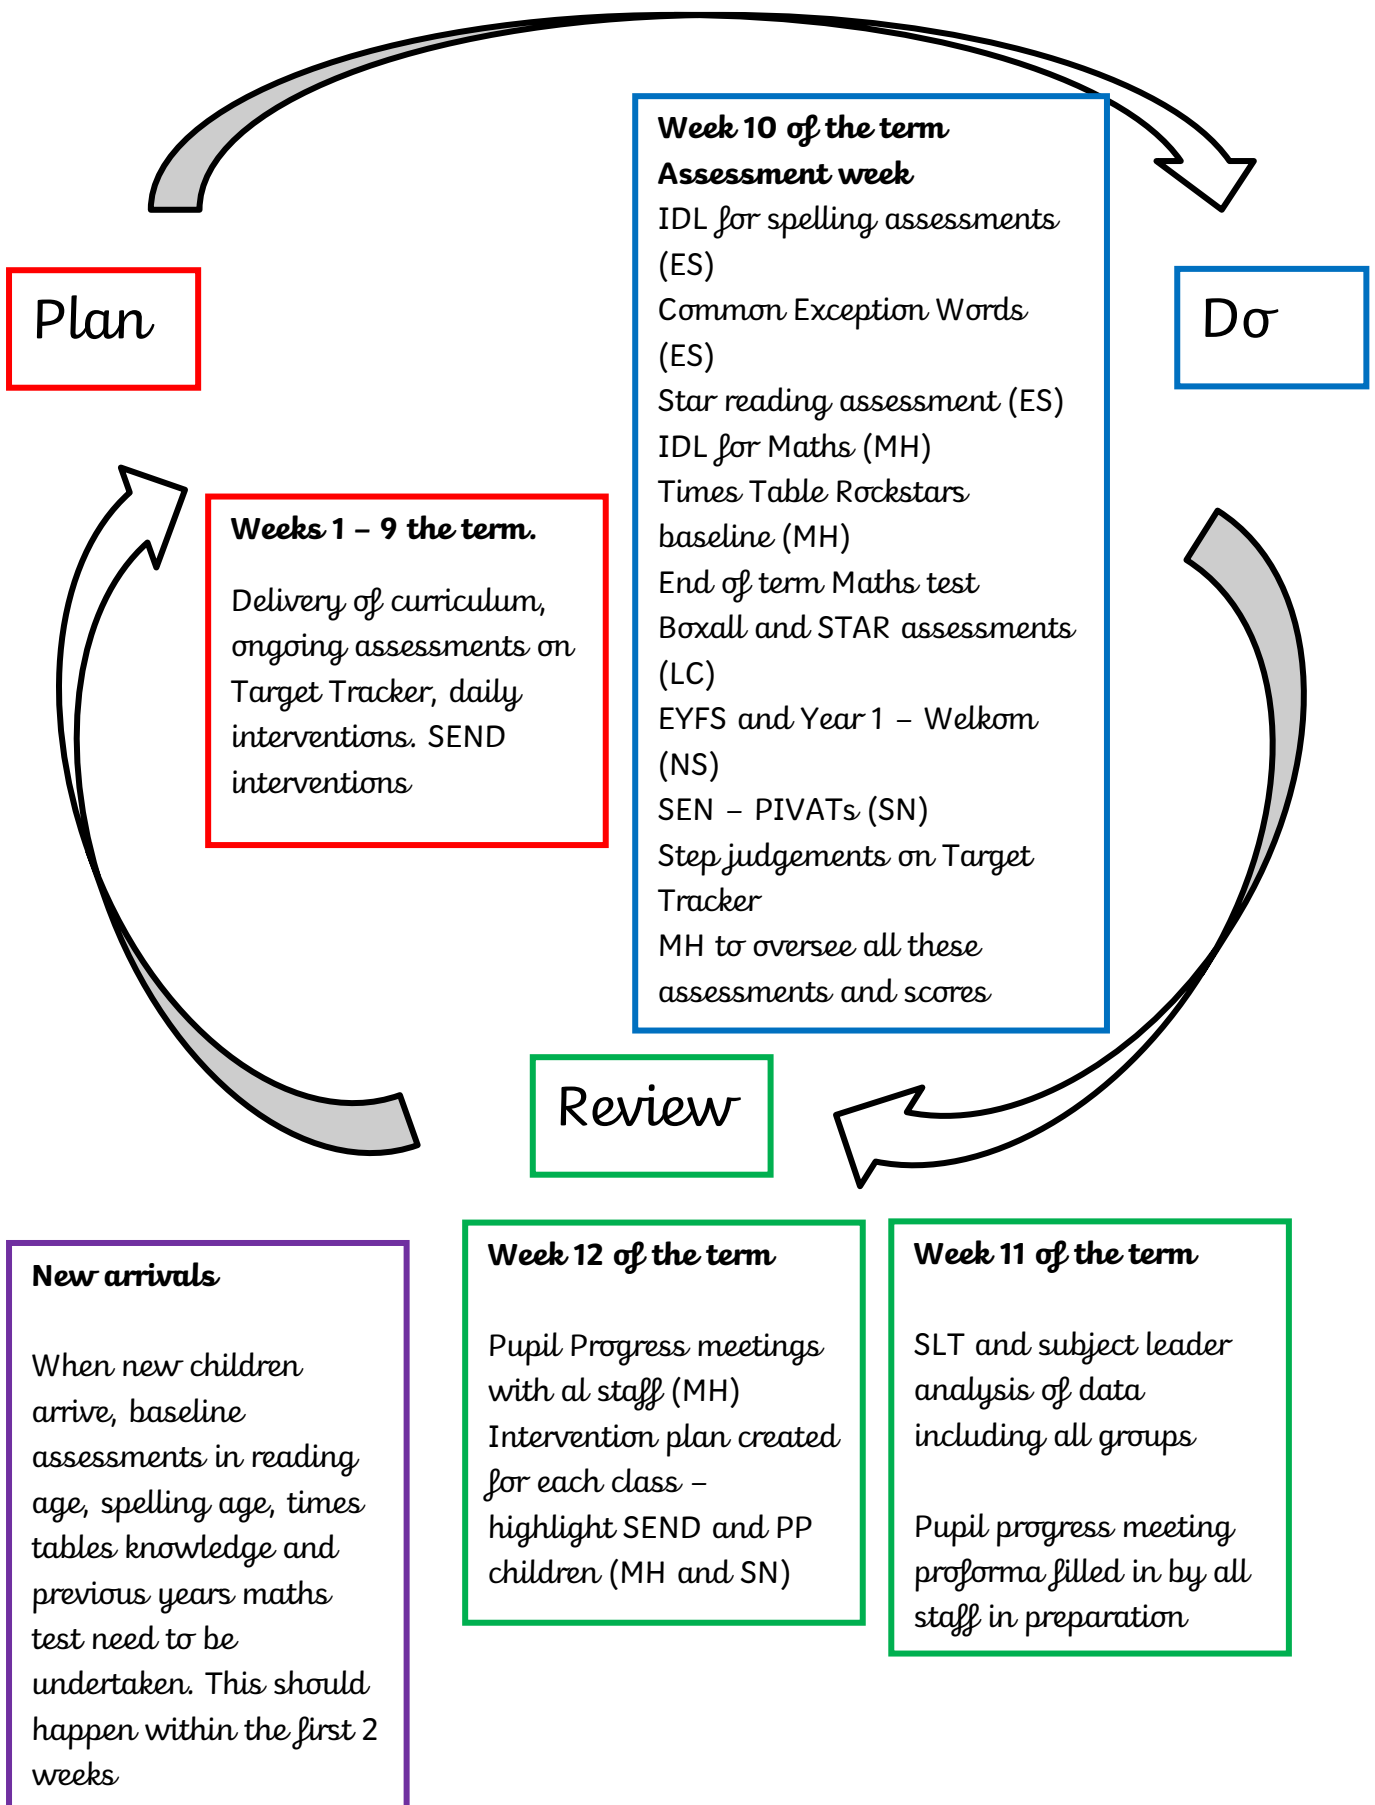 Plan
Do
Weeks 1 – 9 the term.
Delivery of curriculum,
ongoing assessments on
Target Tracker, daily
interventions. SEND
interventions
Week 10 of the term
Assessment week
IDL for spelling assessments
(ES)
Common Exception Words
(ES)
Star reading assessment (ES)
IDL for Maths (MH)
Times Table Rockstars
baseline (MH)
End of term Maths test
Boxall and STAR assessments
(LC)
EYFS and Year 1 – Welkom
(NS)
SEN – PIVATs (SN)
Step judgements on Target
Tracker
MH to oversee all these
assessments and scores
Review
Week 11 of the term
SLT and subject leader
analysis of data
including all groups
Pupil progress meeting
proforma filled in by all
staff in preparation
Week 12 of the term
Pupil Progress meetings
with al staff (MH)
Intervention plan created
for each class –
highlight SEND and PP
children (MH and SN)
New arrivals
When new children
arrive, baseline
assessments in reading
age, spelling age, times
tables knowledge and
previous years maths
test need to be
undertaken. This should
happen within the first 2
weeks